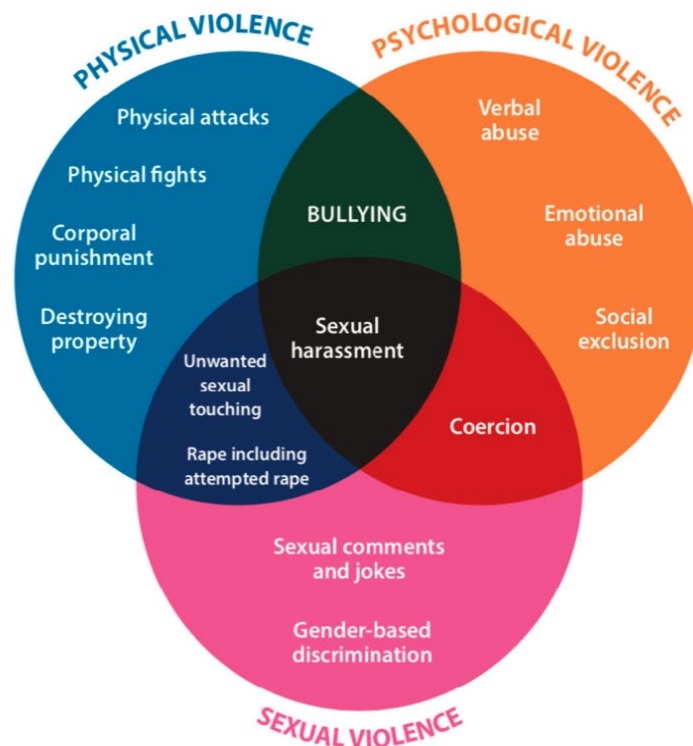 PHYSICAL VIOLENCE
PSYCHOLOGICAL VIOLENCE
Physical attacks
Physical fights
Corporal
punishment
Destroying
property
BULLYING
Verbal
abuse
Emotional
abuse
Social
exclusion
Sexual
harassment
Unwanted
sexual
touching
Rape including
attempted rape
Coercion
Sexual comments
and jokes
Gender-based
discrimination
SEXUAL VIOLENCE